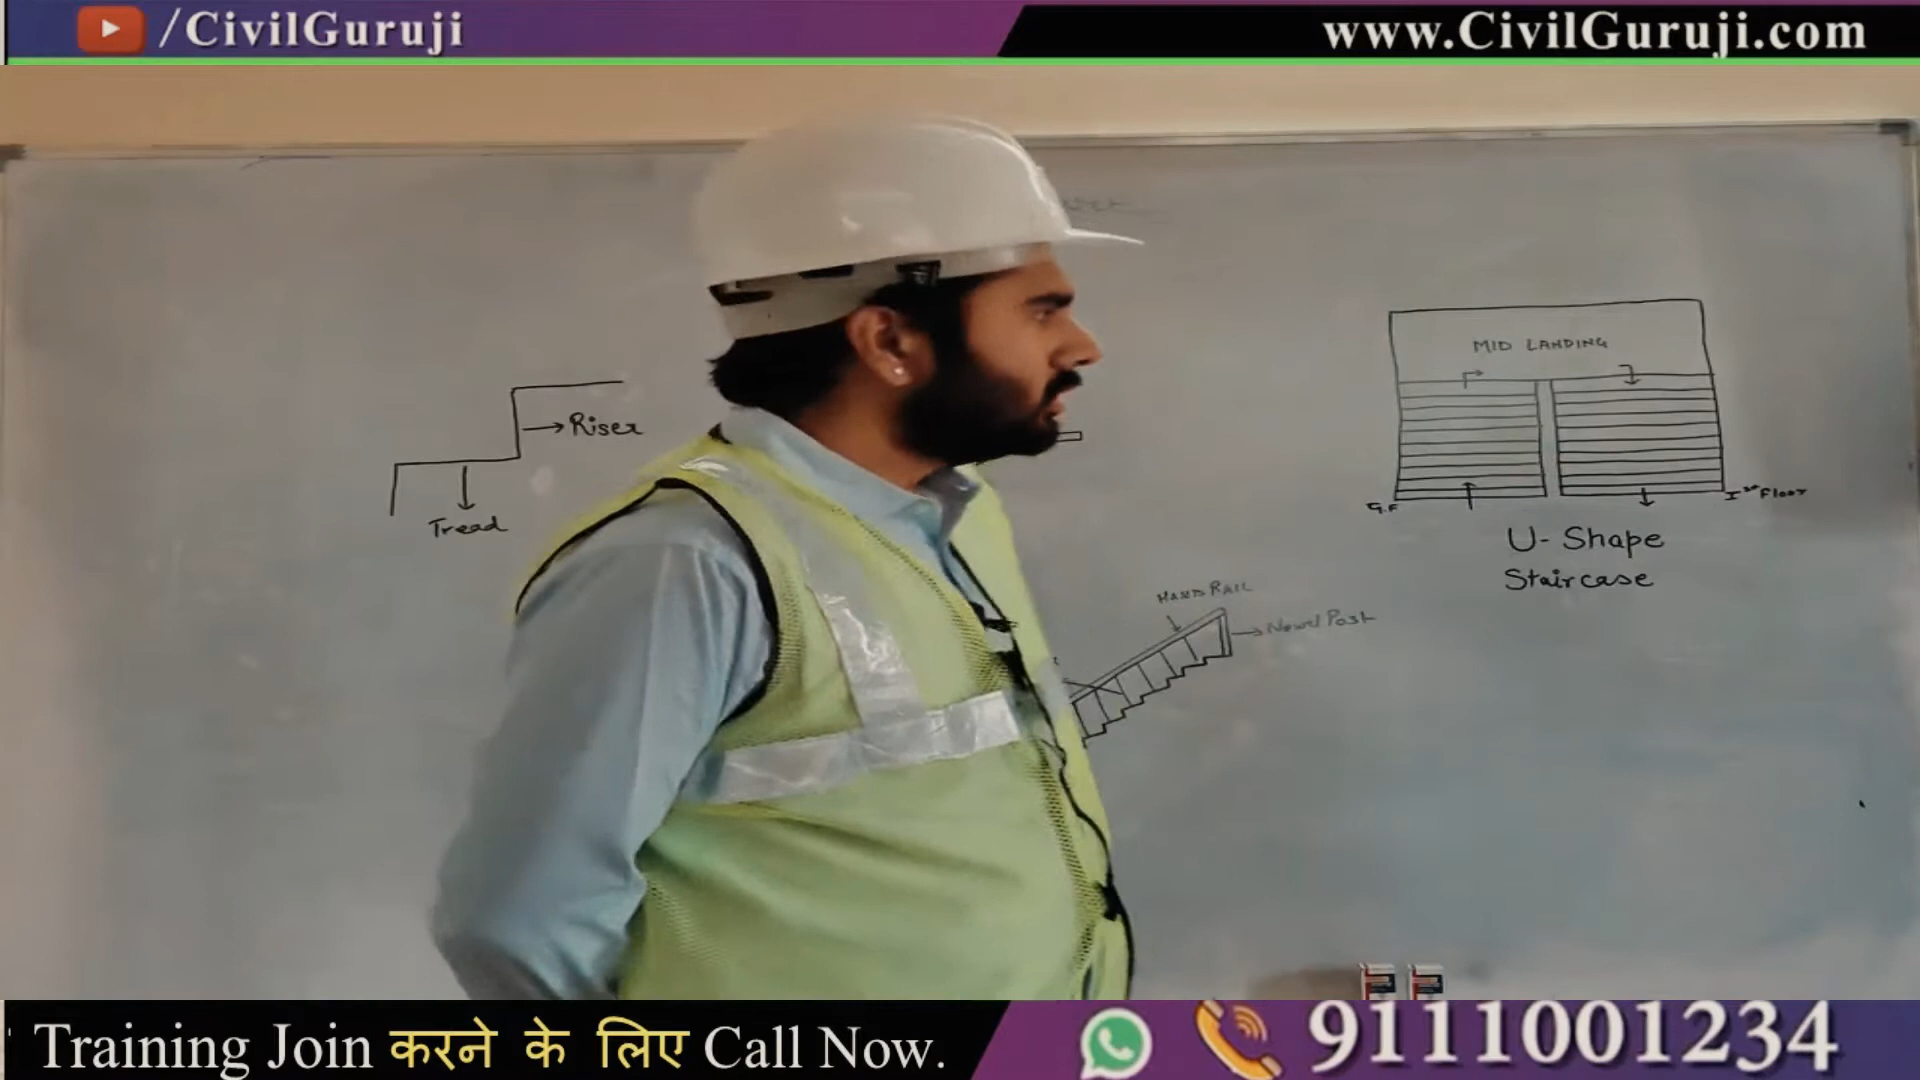 /CivilGuruji
www.CivilGuruji.com
MID LANDING
→Riser
Tread
G.F
Ist Floor
U- Shape
Staircase
HAND RAIL
Newel Post
Training Join करने के लिए Call Now.
9111001234